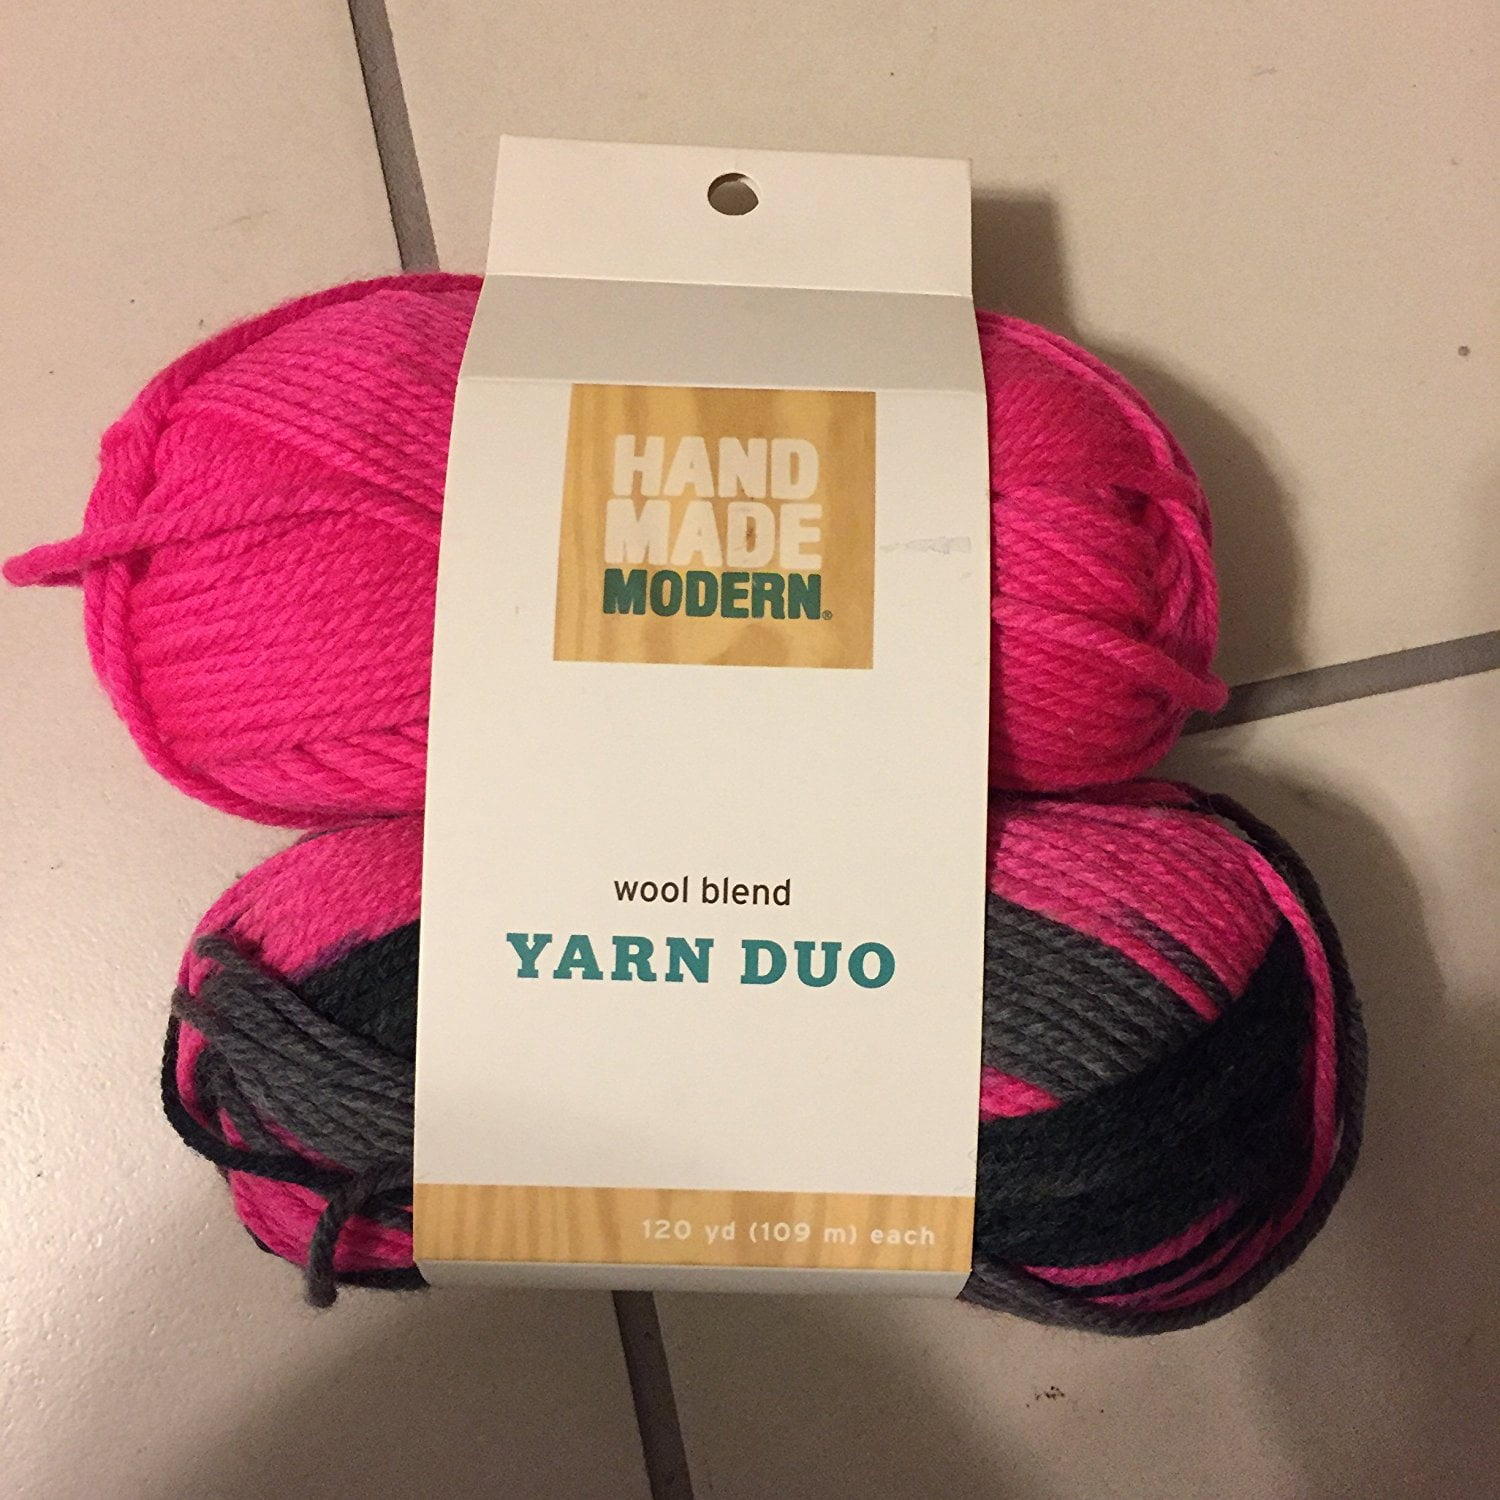 HAND
MADE
MODERN®
wool blend
YARN DUO
120 yd (109 m) each